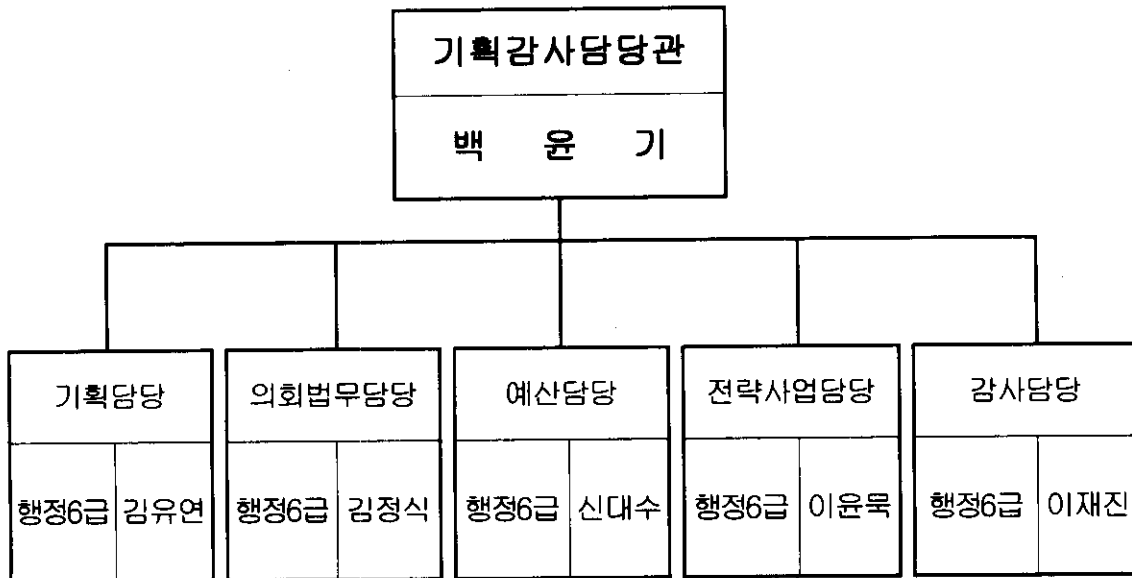 기획감사담당관
백 윤 기
기획담당 의회법무담당 예산담당 전략사업담당 감사담당
행정6급 김유연 행정6급 김정식 행정6급 신대수 행정6급 이윤묵 행정6급 이재진